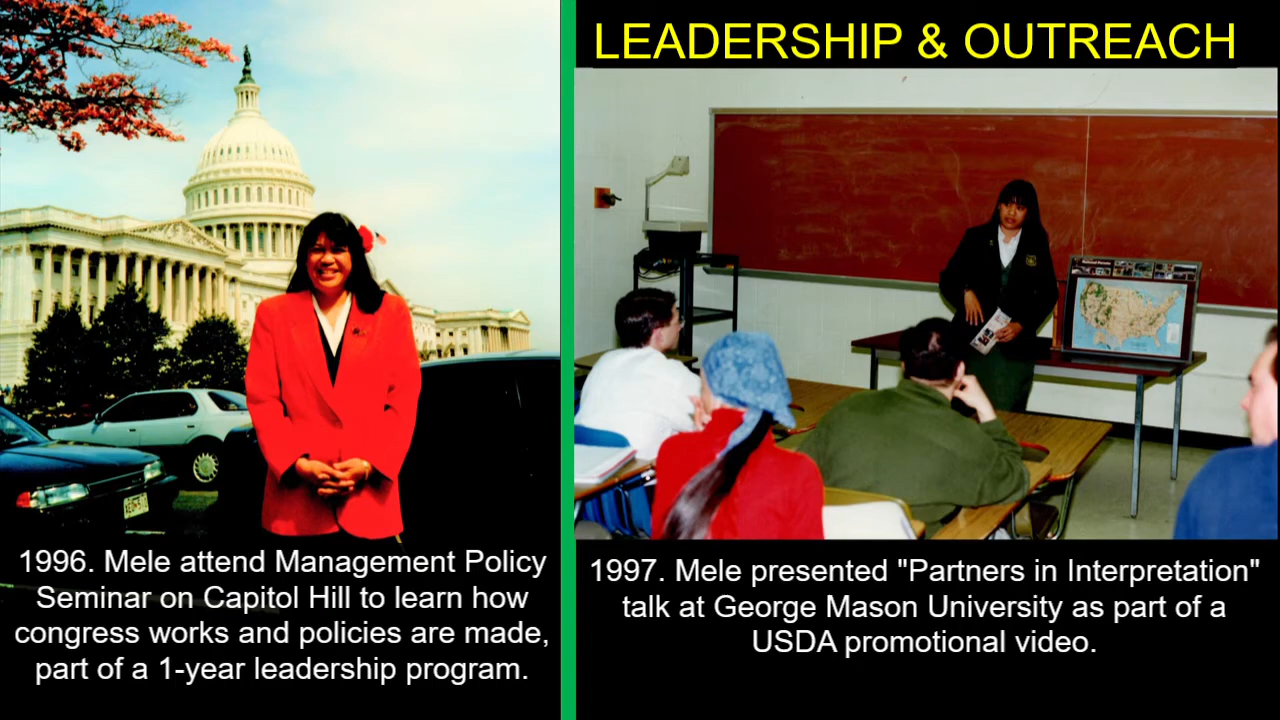 LEADERSHIP & OUTREACH
1996. Mele attend Management Policy
Seminar on Capitol Hill to learn how
congress works and policies are made,
part of a 1-year leadership program.
1997. Mele presented "Partners in Interpretation"
talk at George Mason University as part of a
USDA promotional video.